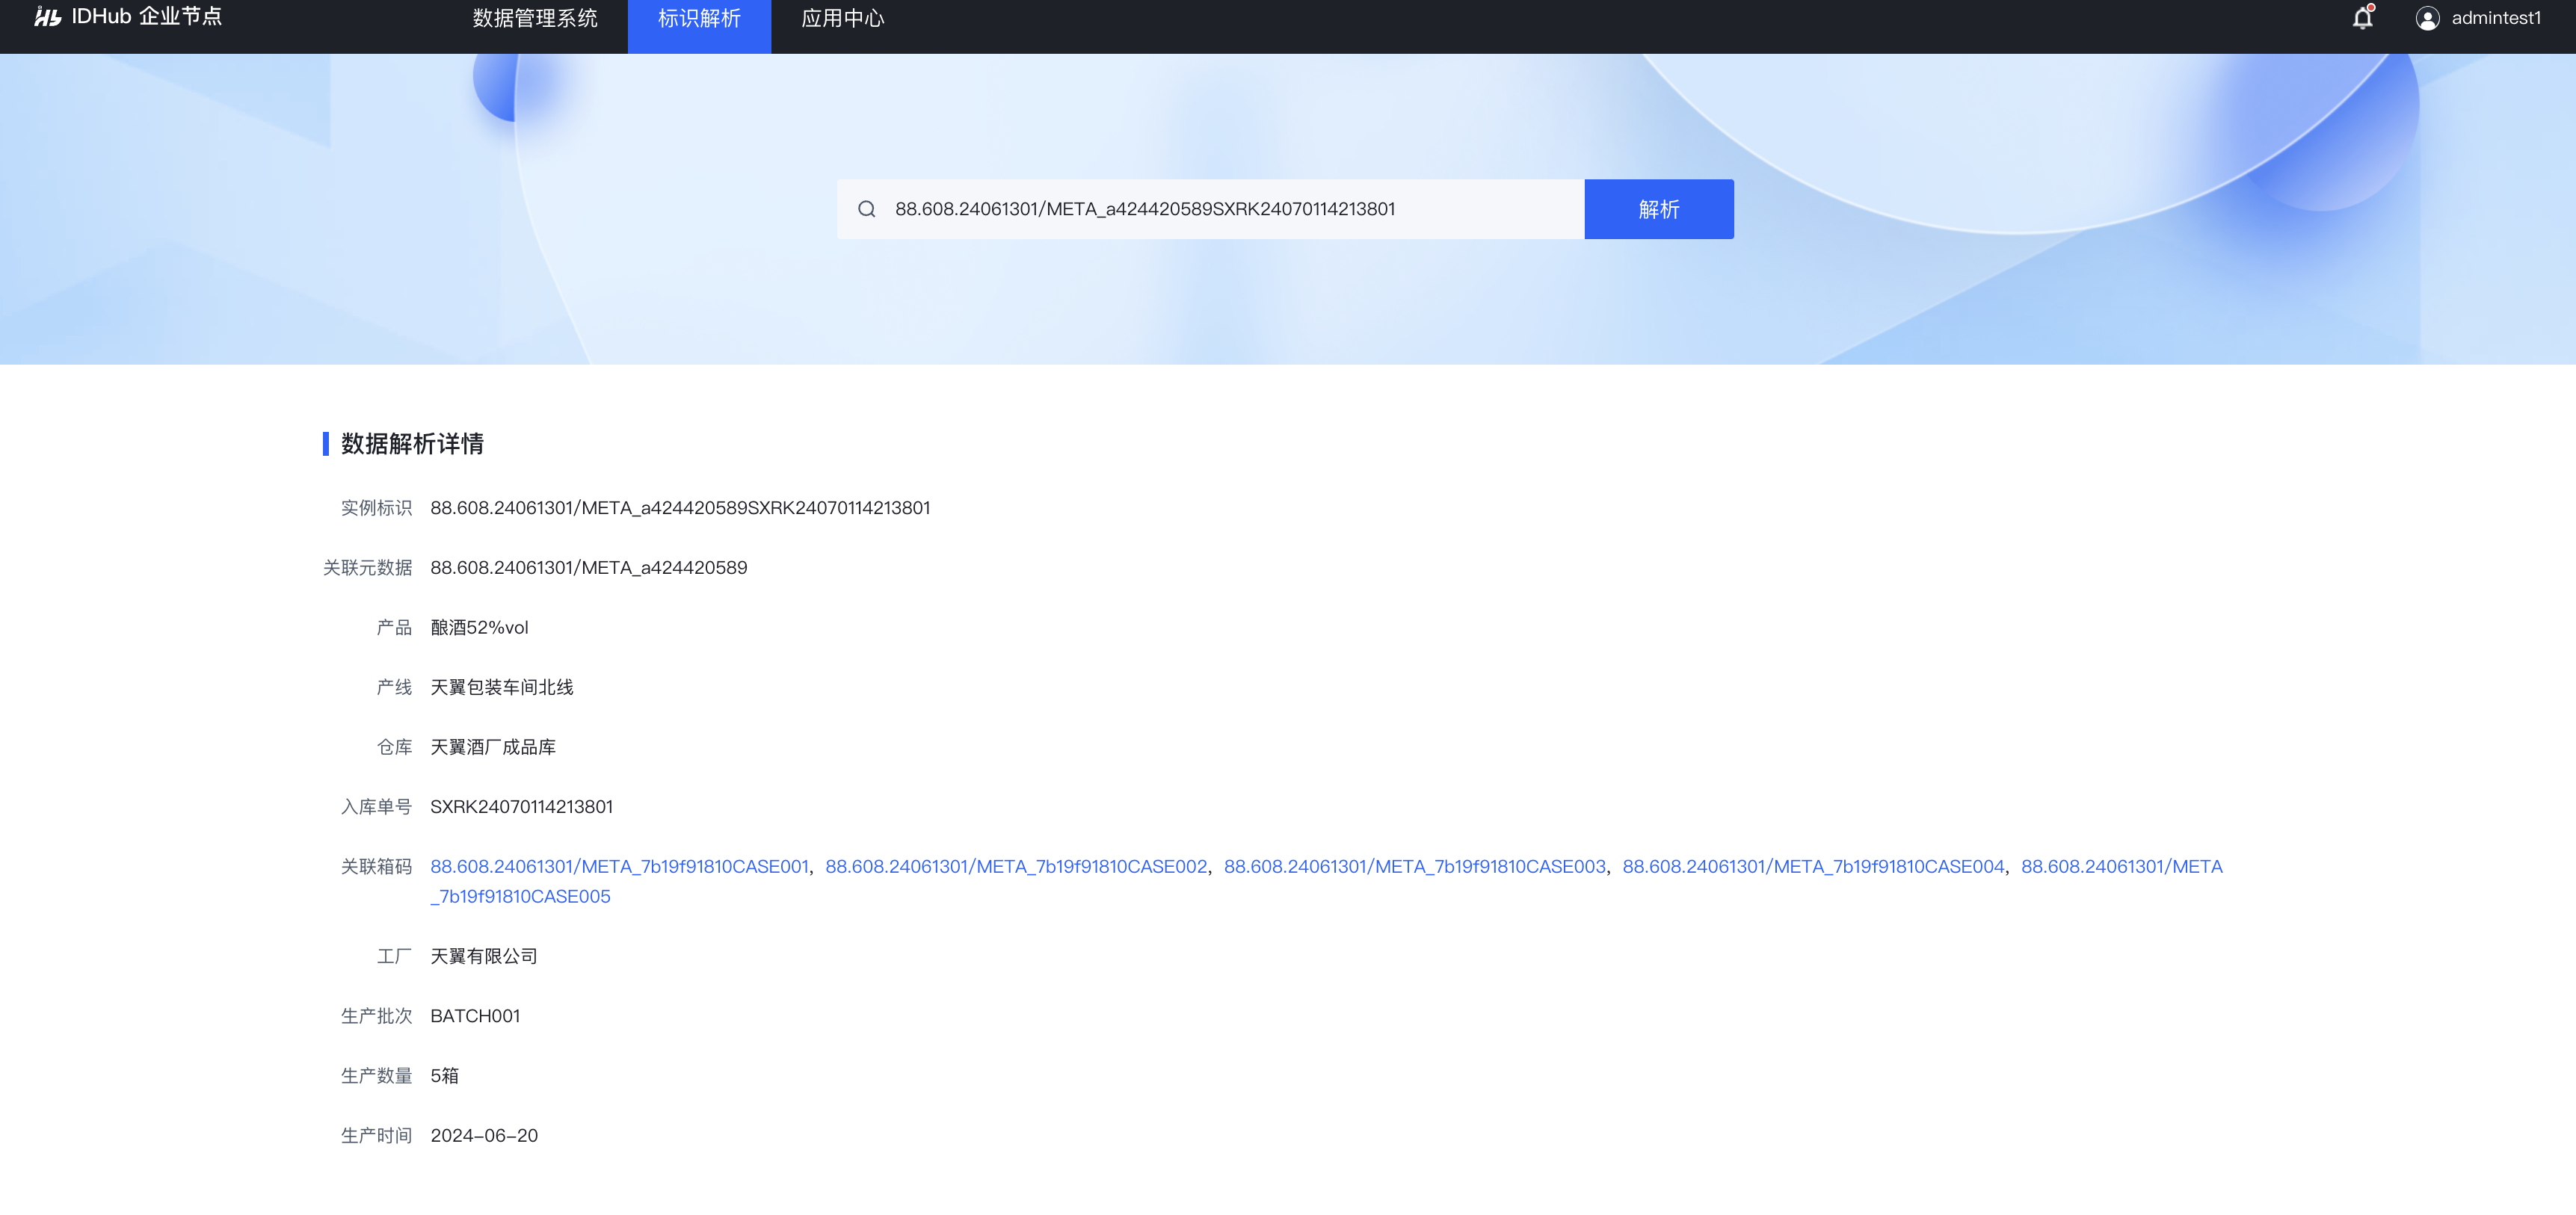 IDHub 企业节点 数据管理系统 标识解析 应用中心 admintest1
88.608.24061301/META_a424420589SXRK24070114213801 解析
数据解析详情
实例标识 88.608.24061301/META_a424420589SXRK24070114213801
关联元数据 88.608.24061301/META_a424420589
产品 酿酒52%vol
产线 天翼包装车间北线
仓库 天翼酒厂成品库
入库单号 SXRK24070114213801
关联箱码 88.608.24061301/META_7b19f91810CASE001, 88.608.24061301/META_7b19f91810CASE002, 88.608.24061301/META_7b19f91810CASE003, 88.608.24061301/META_7b19f91810CASE004, 88.608.24061301/META
_7b19f91810CASE005
工厂 天翼有限公司
生产批次 BATCH001
生产数量 5箱
生产时间 2024-06-20